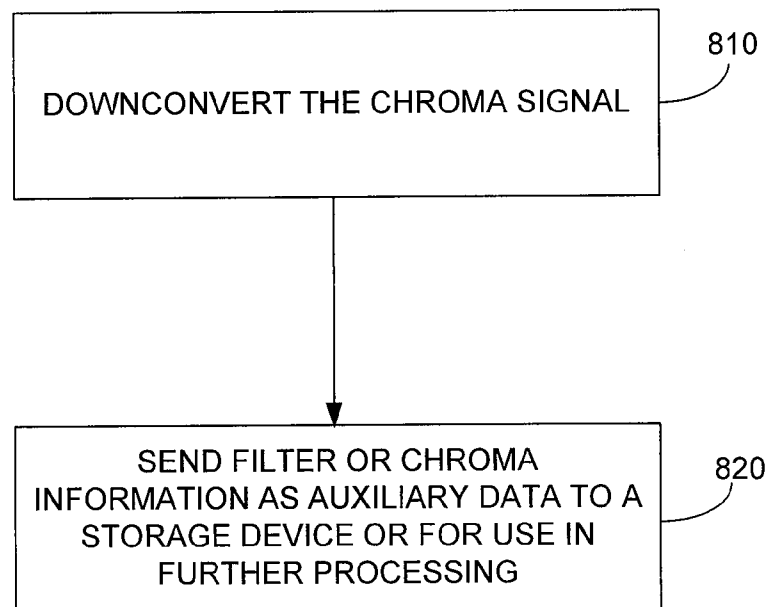 810
DOWNCONVERT THE CHROMA SIGNAL
SEND FILTER OR CHROMA
INFORMATION AS AUXILIARY DATA TO A
STORAGE DEVICE OR FOR USE IN
FURTHER PROCESSING
820